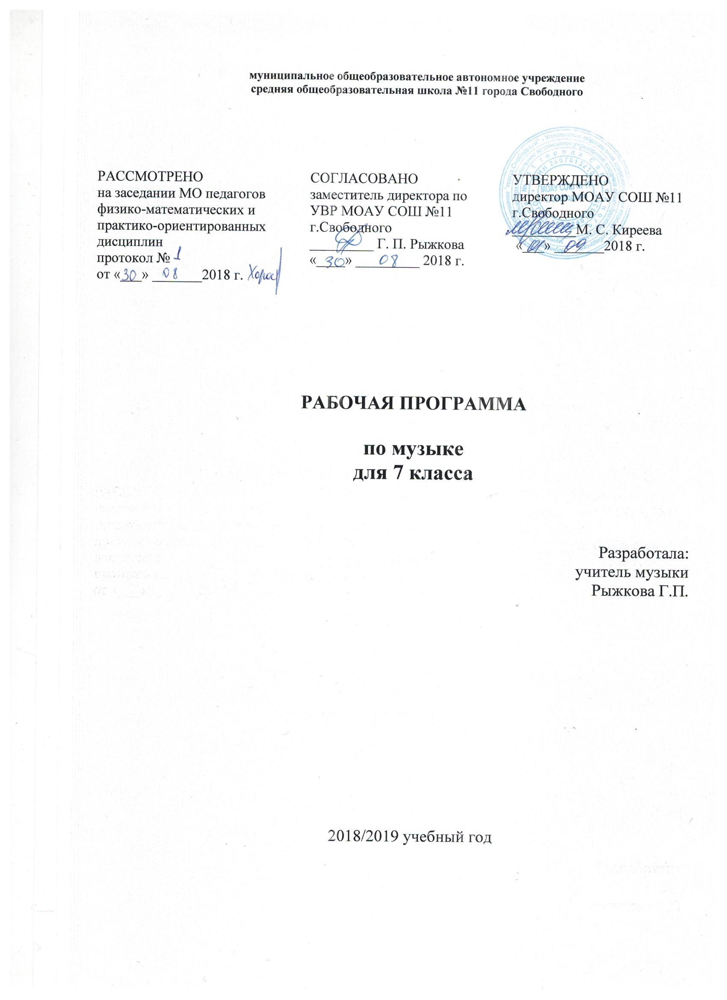 муниципальное общеобразовательное автономное учреждение
средняя общеобразовательная школа №11 города Свободного
РАССМОТРЕНО
на заседании МО педагогов
физико-математических и
практико-ориентированных
дисциплин
протокол № 1
от «30» 08 2018 г.
СОГЛАСОВАНО
заместитель директора по
УВР МОАУ СОШ №11
г.Свободного
Г. П. Рыжкова
«30» 08 2018 г.
УТВЕРЖДЕНО
директор МОАУ СОШ №11
г.Свободного
М. С. Киреева
«01» 09 2018 г.
МОАУ СОШ №
РАБОЧАЯ ПРОГРАММА
по музыке
для 7 класса
Разработала:
учитель музыки
Рыжкова Г.П.
2018/2019 учебный год